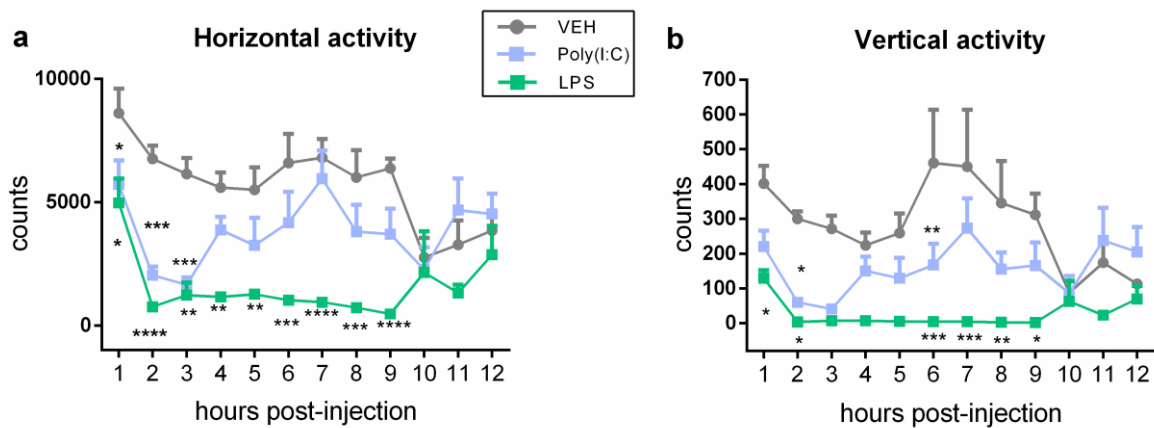 a
Horizontal activity
VEH
Poly(I:C)
LPS
b
Vertical activity
counts
10000
5000
0
*
*
***
****
***
**
**
**
***
****
***
****
1 2 3 4 5 6 7 8 9 10 11 12
hours post-injection
counts
700
600
500
400
300
200
100
0
*
*
*
**
***
***
**
*
1 2 3 4 5 6 7 8 9 10 11 12
hours post-injection